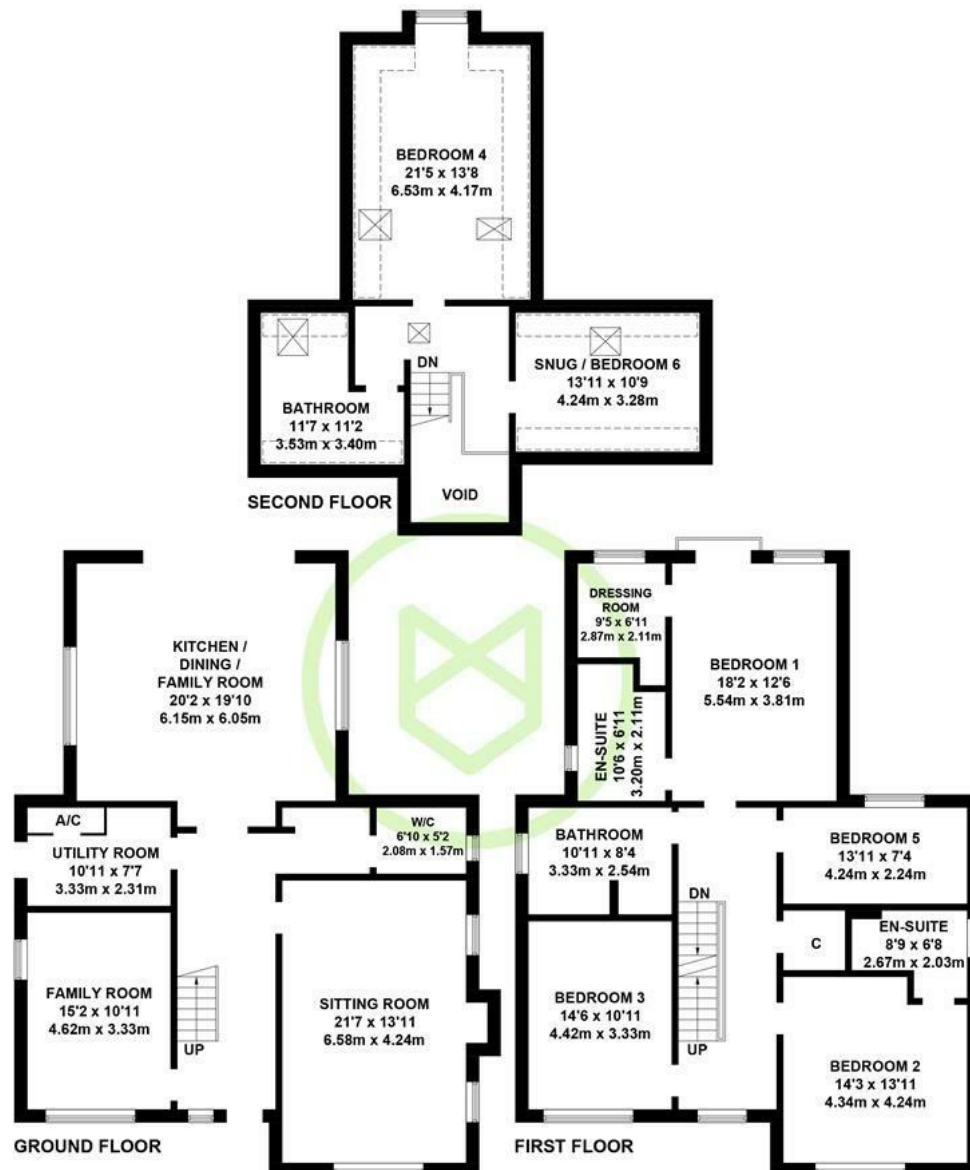 BEDROOM 4
21'5 x 13'8
6.53m x 4.17m
DN
SNUG / BEDROOM 6
13'11 x 10'9
4.24m x 3.28m
BATHROOM
11'7 x 11'2
3.53m x 3.40m
VOID
SECOND FLOOR
KITCHEN /
DINING /
FAMILY ROOM
20'2 x 19'10
6.15m x 6.05m
A/C
UTILITY ROOM
10'11 x 7'7
3.33m x 2.31m
W/C
6'10 x 5'2
2.08m x 1.57m
FAMILY ROOM
15'2 x 10'11
4.62m x 3.33m
UP
SITTING ROOM
21'7 x 13'11
6.58m x 4.24m
GROUND FLOOR
DRESSING
ROOM
9'5 x 6'11
2.87m x 2.11m
BEDROOM 1
18'2 x 12'6
5.54m x 3.81m
EN-SUITE
10'6 x 6'11
3.20m x 2.11m
BATHROOM
10'11 x 8'4
3.33m x 2.54m
BEDROOM 5
13'11 x 7'4
4.24m x 2.24m
DN
C
EN-SUITE
8'9 x 6'8
2.67m x 2.03m
BEDROOM 3
14'6 x 10'11
4.42m x 3.33m
UP
BEDROOM 2
14'3 x 13'11
4.34m x 4.24m
FIRST FLOOR